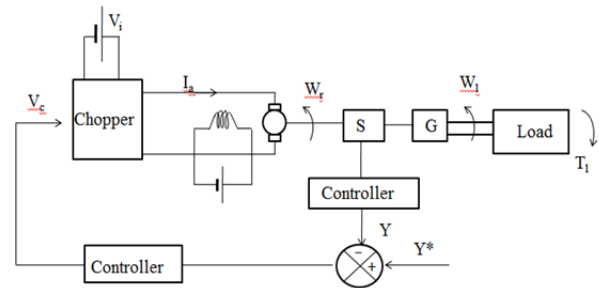 Vi
Vc
Chopper
Ia
Wr
S
G
Wl
Load
Tl
Controller
Y
Y*
-
+
Controller